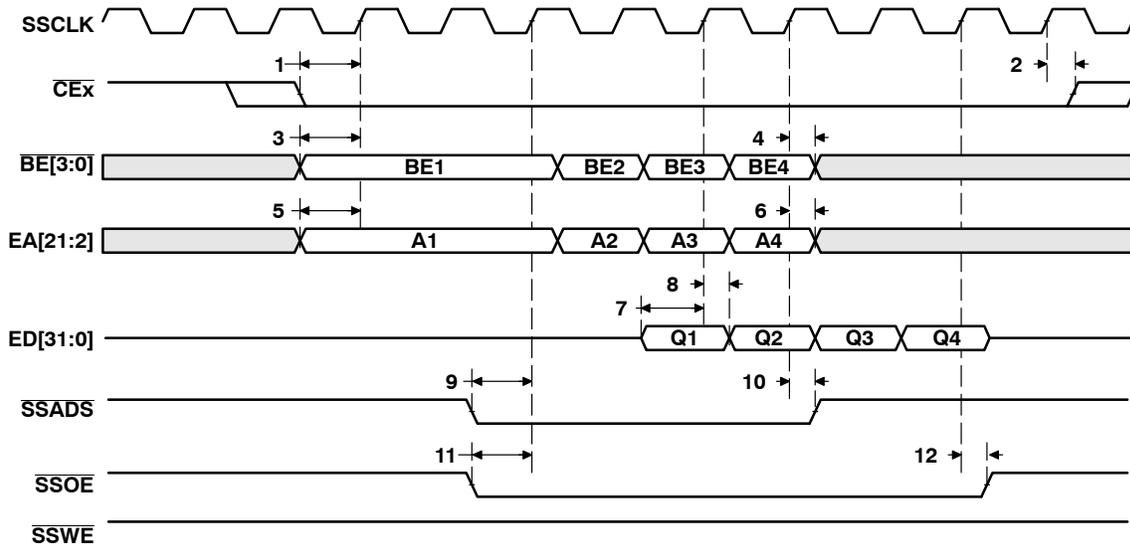 SSCLK
1
2
CEx
3
4
BE[3:0]
BE1
BE2
BE3
BE4
5
6
EA[21:2]
A1
A2
A3
A4
8
7
ED[31:0]
Q1
Q2
Q3
Q4
9
10
SSADS
11
12
SSOE
SSWE